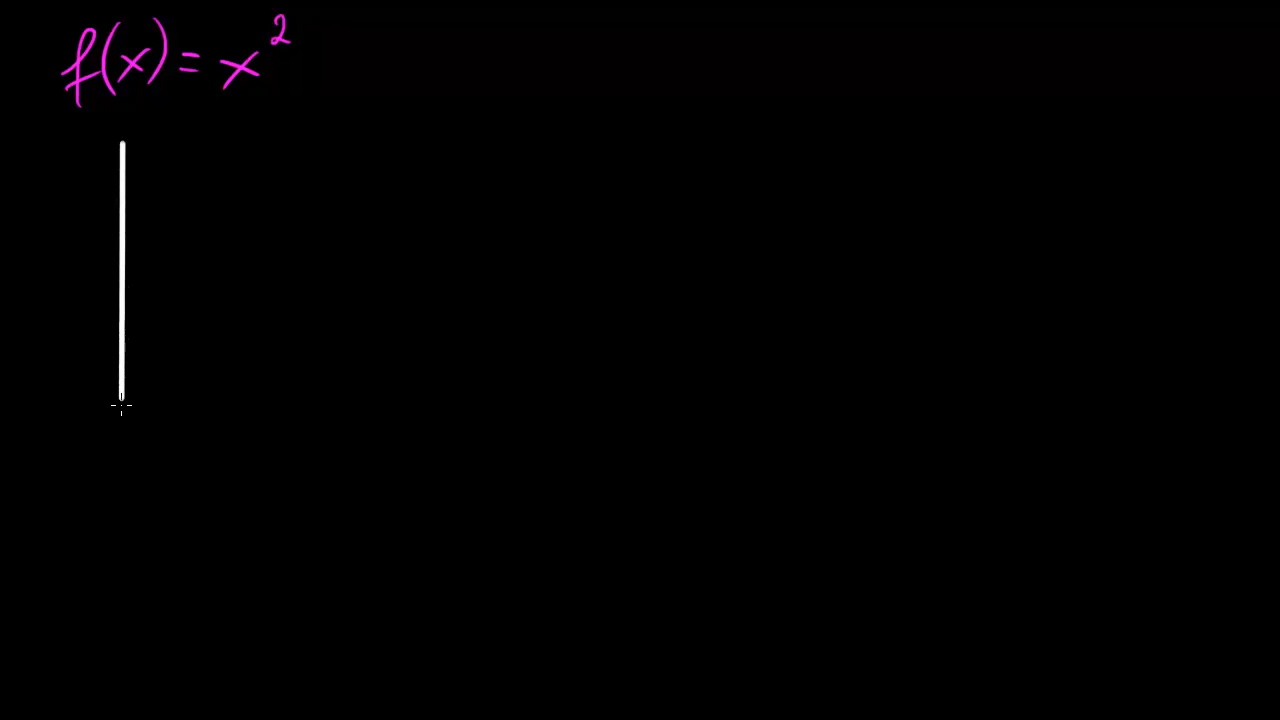 f(x) = x²